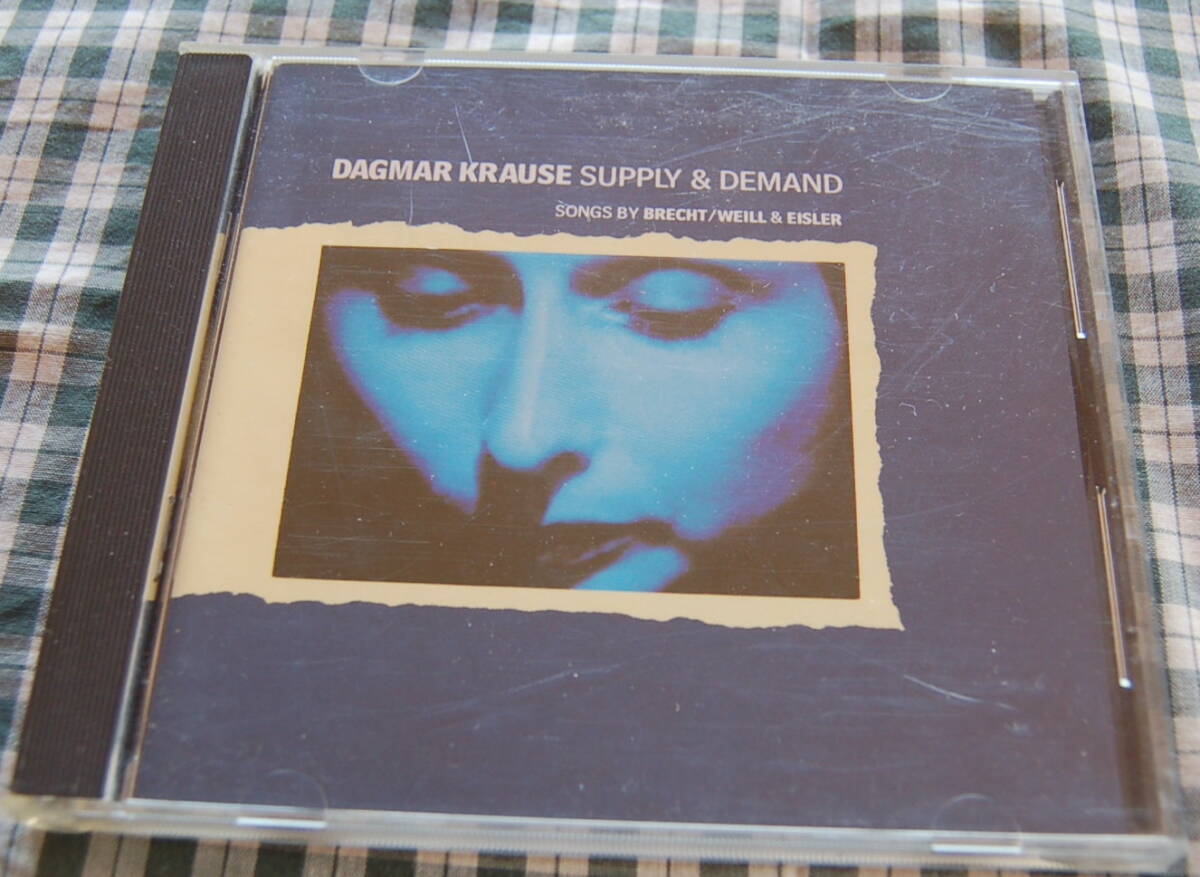 DAGMAR KRAUSE SUPPLY & DEMAND
SONGS BY BRECHT/WEILL & EISLER